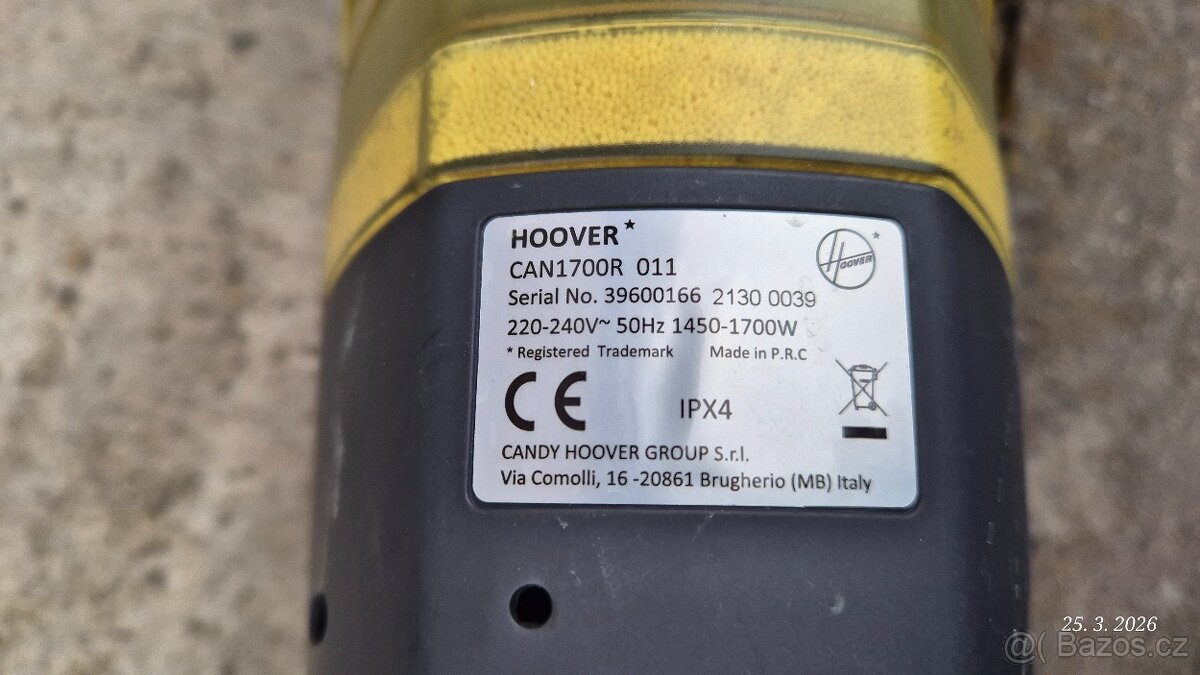 HOOVER*
HOOVER *
CAN1700R 011
Serial No. 39600166 2130 0039
220-240V~ 50Hz 1450-1700W
* Registered Trademark Made in P.R.C
CE IPX4
CANDY HOOVER GROUP S.r.l.
Via Comolli, 16 -20861 Brugherio (MB) Italy
25. 3. 2026
@( Bazos.cz